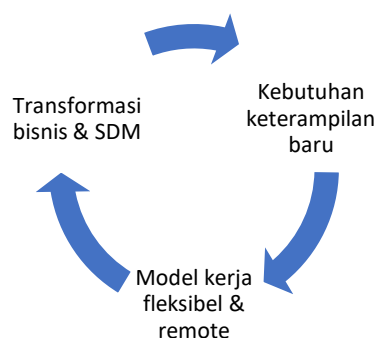 Transformasi
bisnis & SDM
Kebutuhan
keterampilan
baru
Model kerja
fleksibel &
remote